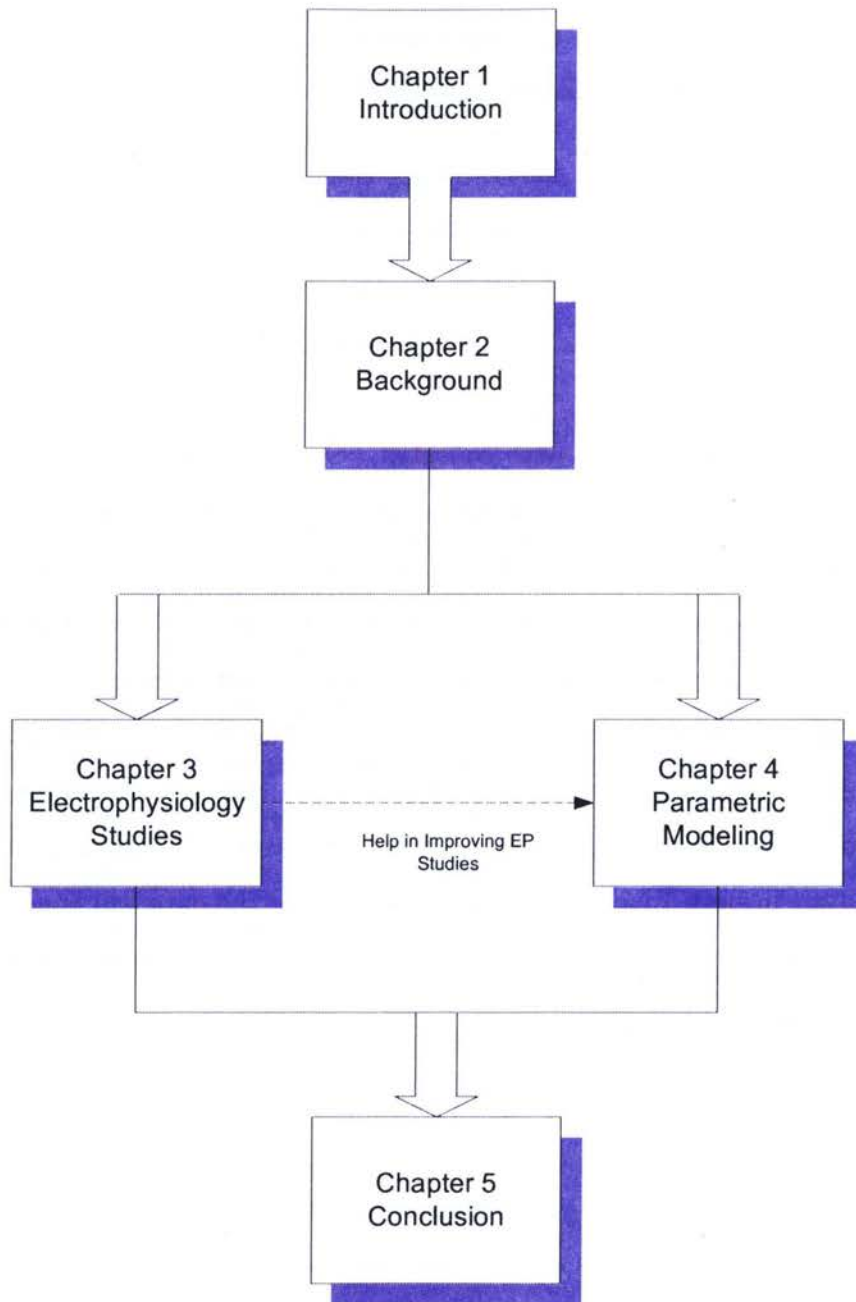 Chapter 1
Introduction
Chapter 2
Background
Chapter 3
Electrophysiology
Studies
Help in Improving EP
Studies
Chapter 4
Parametric
Modeling
Chapter 5
Conclusion